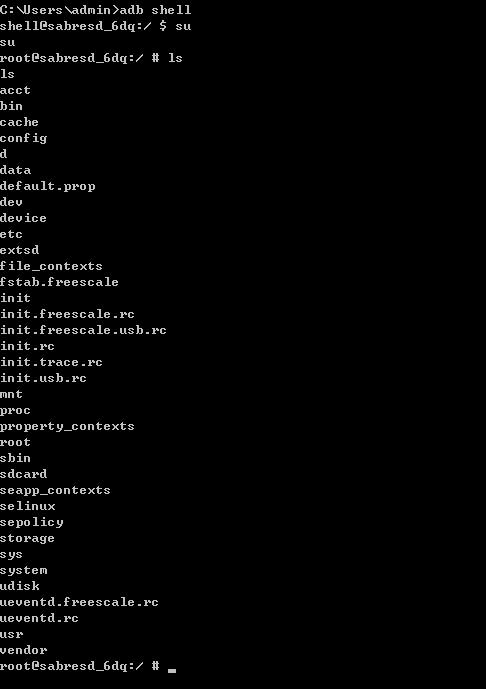 C:\Users\admin>adb shell
shell@sabresd_6dq:/ $ su
su
root@sabresd_6dq:/ # ls
ls
acct
bin
cache
config
d
data
default.prop
dev
device
etc
extsd
file_contexts
fstab.freescale
init
init.freescale.rc
init.freescale.usb.rc
init.rc
init.trace.rc
init.usb.rc
mnt
proc
property_contexts
root
sbin
sdcard
seapp_contexts
selinux
sepolicy
storage
sys
system
udisk
ueventd.freescale.rc
ueventd.rc
usr
vendor
root@sabresd_6dq:/ # _